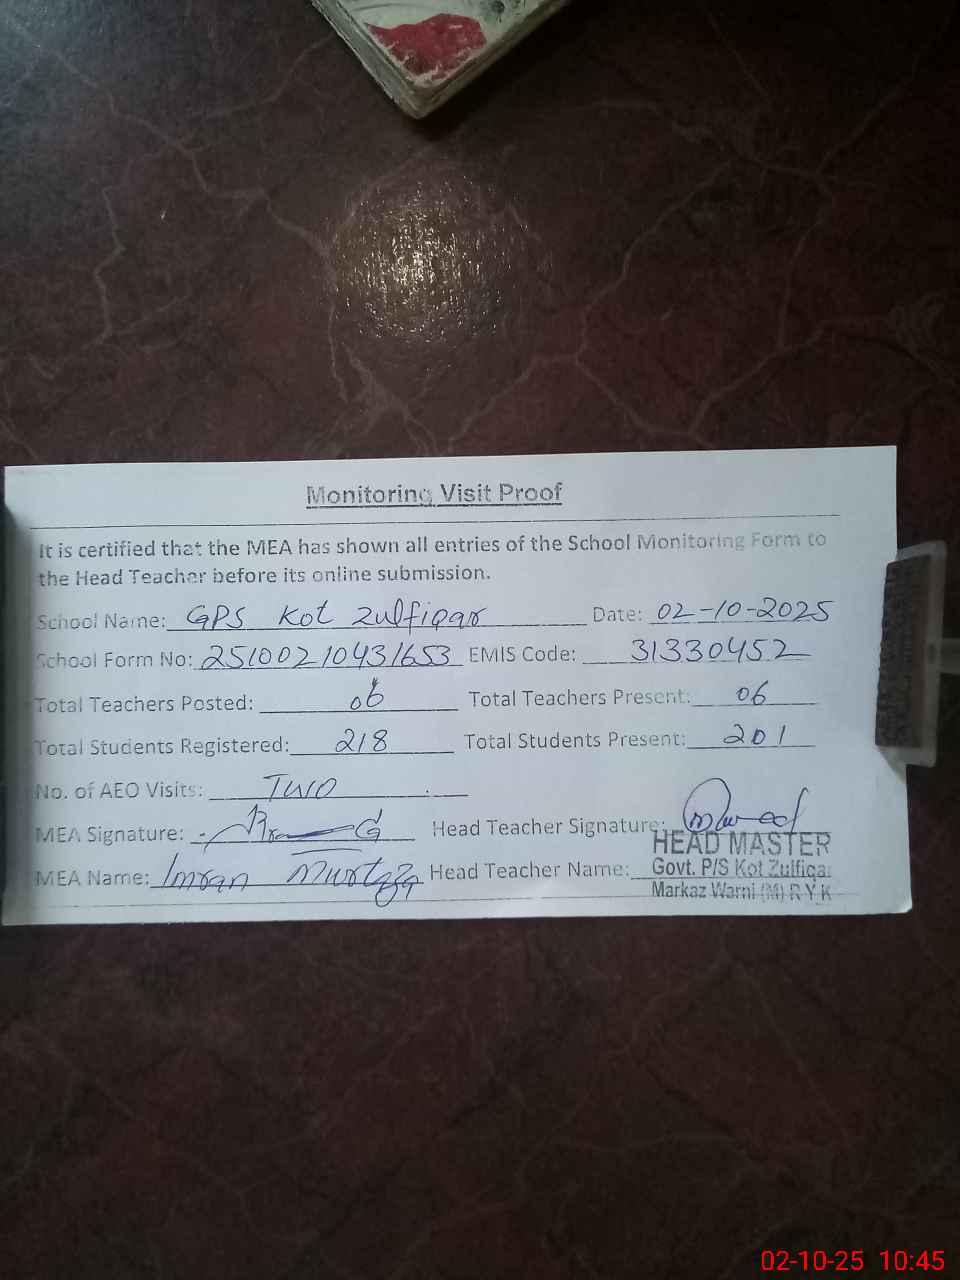 Monitoring Visit Proof
It is certified that the MEA has shown all entries of the School Monitoring Form to
the Head Teacher before its online submission.
School Name: GPS Kot Zulfiqar Date: 02-10-2025
School Form No: 25100210431653 EMIS Code: 31330452
Total Teachers Posted: 06 Total Teachers Present: 06
Total Students Registered: 218 Total Students Present: 201
No. of AEO Visits: Two
MEA Signature: Head Teacher Signature:
HEAD MASTER
MEA Name: Imran Murtaza Head Teacher Name: Govt. P/S Kot Zulfiqar
Markaz Warni (M) R Y K
02-10-25 10:45